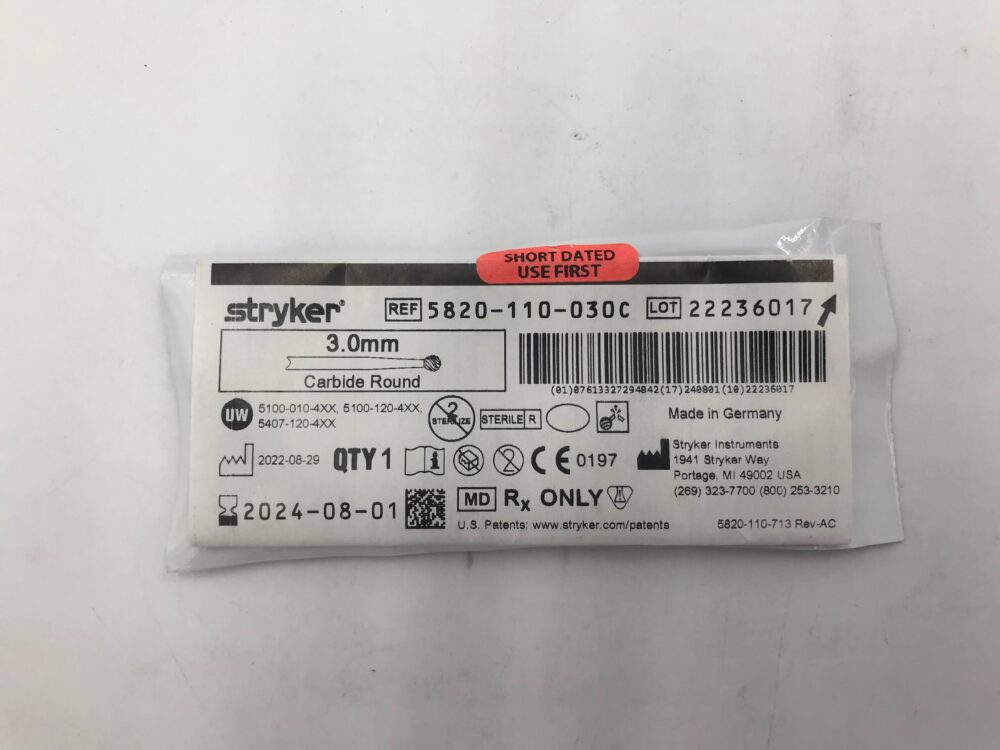 SHORT DATED
USE FIRST
stryker®
REF 5820-110-030C LOT 22236017
3.0mm
Carbide Round
(01)07613327294842(17)240801(10)22236017
UW 5100-010-4XX, 5100-120-4XX,
5407-120-4XX
2 STERILIZE
STERILE R
Made in Germany
2022-08-29 QTY 1 i 2 CE 0197
Stryker Instruments
1941 Stryker Way
Portage, MI 49002 USA
(269) 323-7700 (800) 253-3210
2024-08-01 MD Rx ONLY
U.S. Patents: www.stryker.com/patents
5820-110-713 Rev-AC